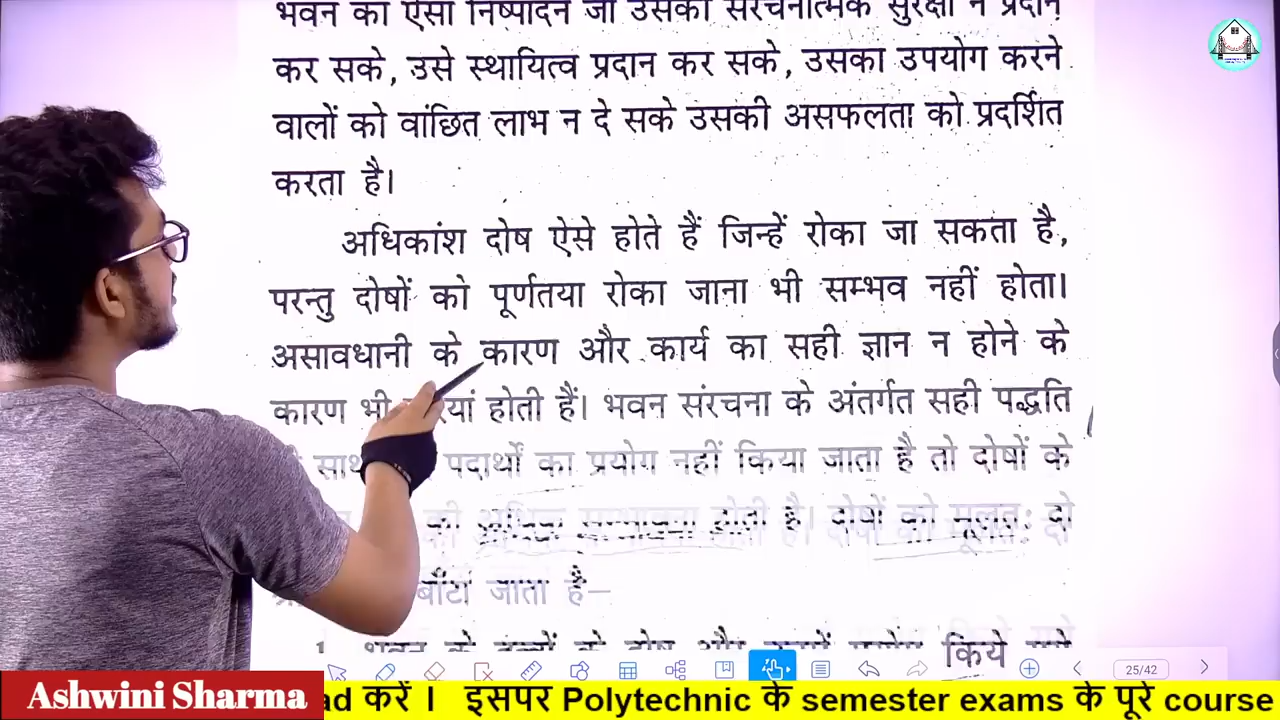 भवन का ऐसा निष्पादन जो उसको संरचनात्मक सुरक्षा न प्रदान
कर सके, उसे स्थायित्व प्रदान कर सके, उसका उपयोग करने
वालों को वांछित लाभ न दे सके उसकी असफलता को प्रदर्शित
करता है।
अधिकांश दोष ऐसे होते हैं जिन्हें रोका जा सकता है,
परन्तु दोषों को पूर्णतया रोका जाना भी सम्भव नहीं होता।
असावधानी के कारण और कार्य का सही ज्ञान न होने के
कारण भी होती हैं। भवन संरचना के अंतर्गत सही पद्धति
पदार्थों का प्रयोग नहीं किया जाता है तो दोषों के
की अधिक सम्भावना होती है। दोषों को मूलतः दो
बाँटा जाता है—
किये
25/42
Ashwini Sharma
ad करें । इसपर Polytechnic के semester exams के पूरे course